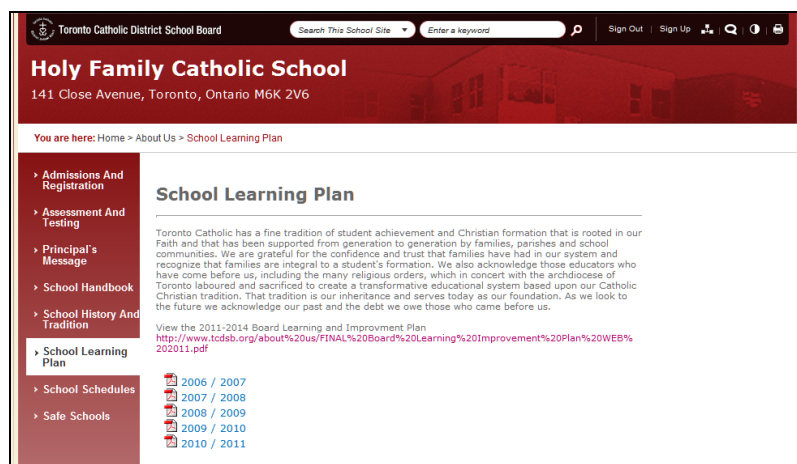 Toronto Catholic District School Board
Search This School Site
Enter a keyword
Sign Out | Sign Up
Holy Family Catholic School
141 Close Avenue, Toronto, Ontario M6K 2V6
You are here: Home > About Us > School Learning Plan
Admissions And
Registration
Assessment And
Testing
Principal`s
Message
School Handbook
School History And
Tradition
School Learning
Plan
School Schedules
Safe Schools
School Learning Plan
Toronto Catholic has a fine tradition of student achievement and Christian formation that is rooted in our
Faith and that has been supported from generation to generation by families, parishes and school
communities. We are grateful for the confidence and trust that families have had in our system and
recognize that families are integral to a student's formation. We also acknowledge those educators who
have come before us, including the many religious orders, which in concert with the archdiocese of
Toronto laboured and sacrificed to create a transformative educational system based upon our Catholic
Christian tradition. That tradition is our inheritance and serves today as our foundation. As we look to
the future we acknowledge our past and the debt we owe those who came before us.
View the 2011-2014 Board Learning and Improvment Plan
http://www.tcdsb.org/about%20us/FINAL%20Board%20Learning%20Improvement%20Plan%20WEB%
202011.pdf
2006 / 2007
2007 / 2008
2008 / 2009
2009 / 2010
2010 / 2011